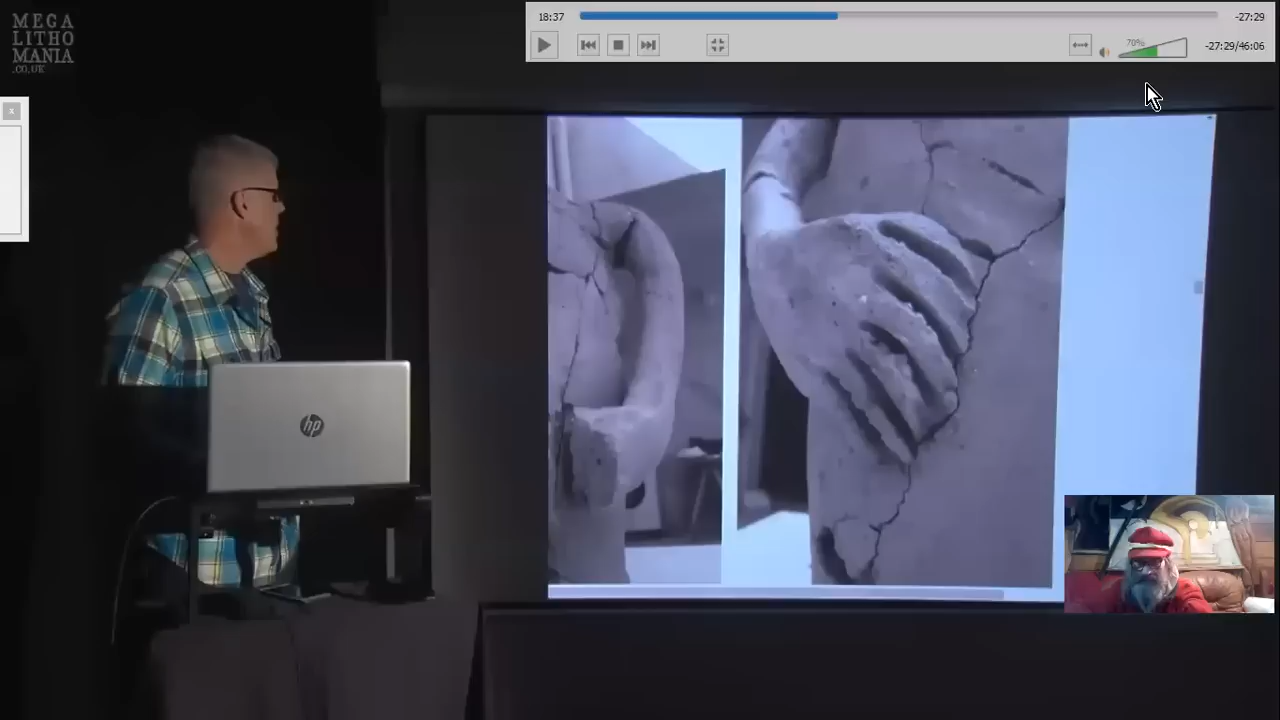 MEGA
LITHO
MANIA
.CO.UK
18:37
-27:29
70%
-27:29/46:06
x
hp